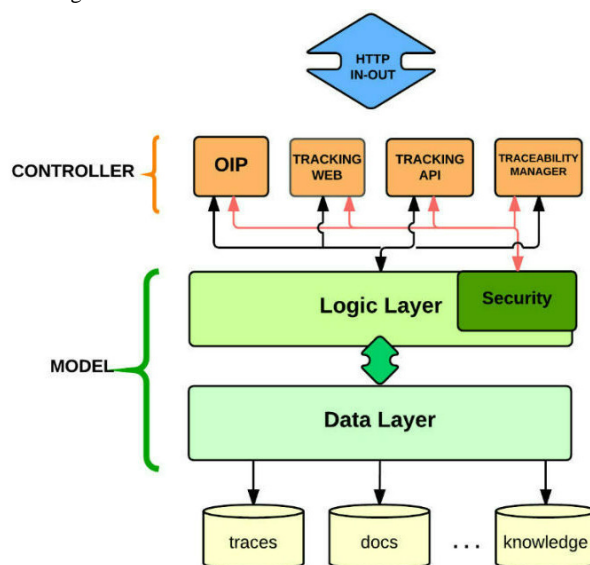 HTTP
IN-OUT
CONTROLLER
OIP
TRACKING
WEB
TRACKING
API
TRACEABILITY
MANAGER
MODEL
Logic Layer
Security
Data Layer
traces
docs
...
knowledge